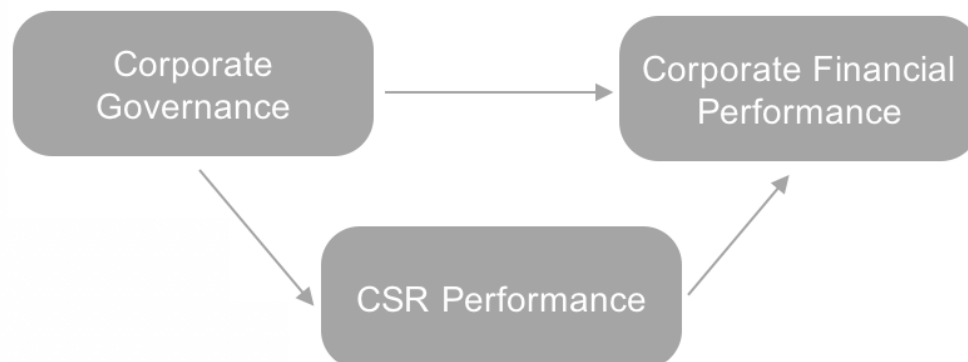 Corporate
Governance
Corporate Financial
Performance
CSR Performance